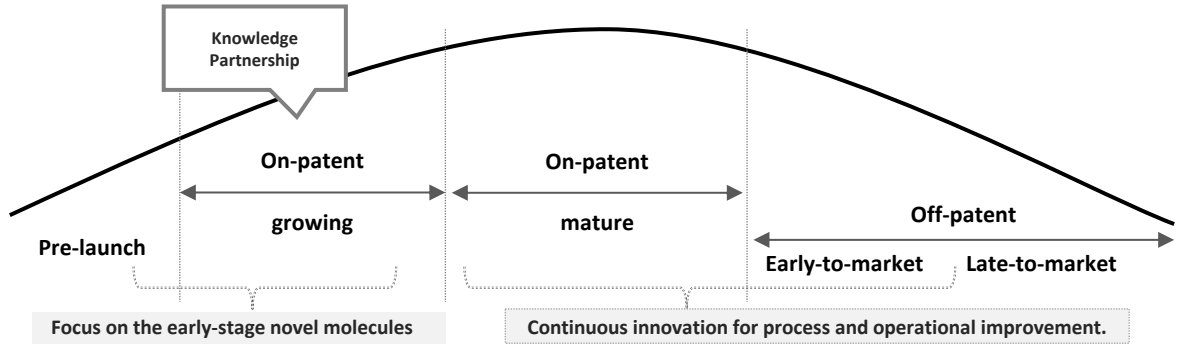 Knowledge
Partnership
On-patent
growing
On-patent
mature
Off-patent
Pre-launch
Early-to-market
Late-to-market
Focus on the early-stage novel molecules
Continuous innovation for process and operational improvement.